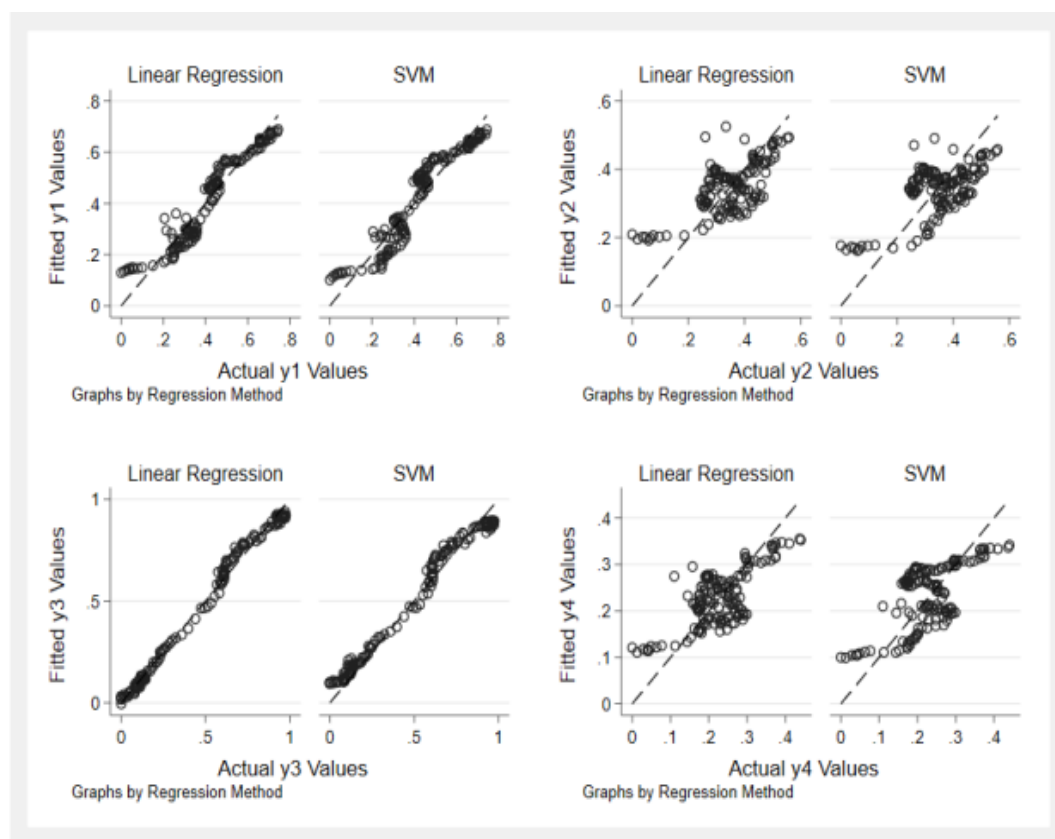 Linear Regression SVM
.8
.6
.4
.2
0
Fitted y1 Values
0 .2 .4 .6 .8 0 .2 .4 .6 .8
Actual y1 Values
Graphs by Regression Method
Linear Regression SVM
.6
.4
.2
0
Fitted y2 Values
0 .2 .4 .6 0 .2 .4 .6
Actual y2 Values
Graphs by Regression Method
Linear Regression SVM
1
.5
0
Fitted y3 Values
0 .5 1 0 .5 1
Actual y3 Values
Graphs by Regression Method
Linear Regression SVM
.4
.3
.2
.1
0
Fitted y4 Values
0 .1 .2 .3 .4 0 .1 .2 .3 .4
Actual y4 Values
Graphs by Regression Method